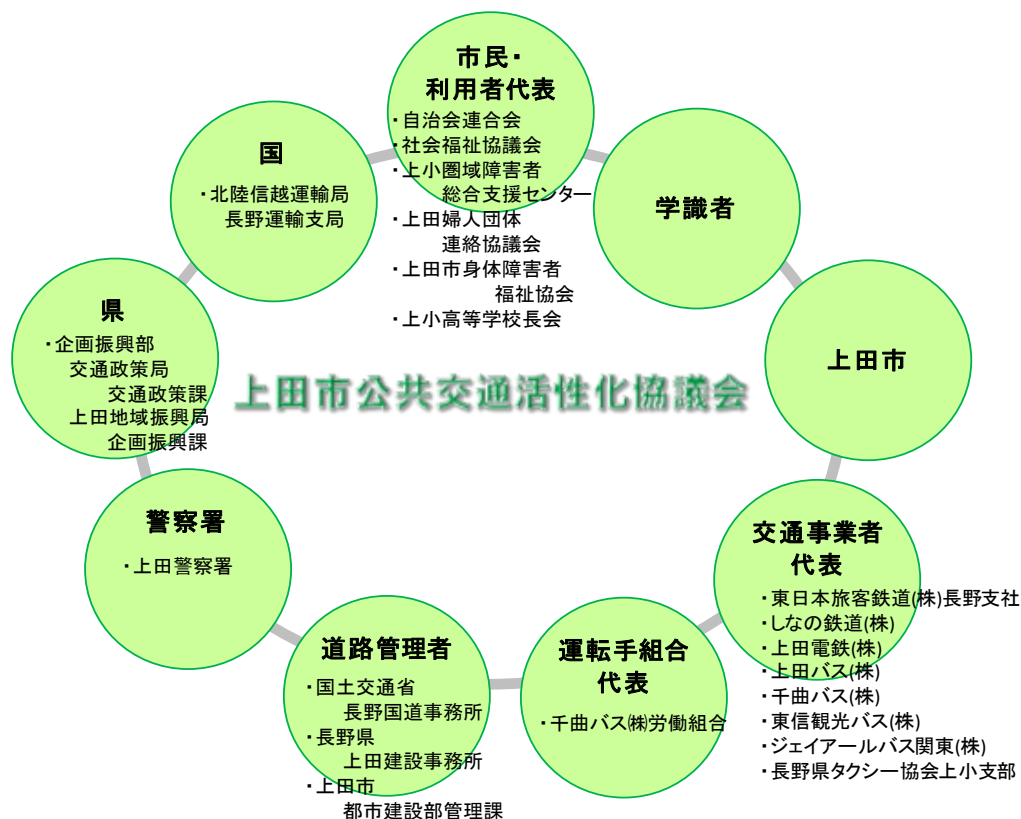 市民・
利用者代表
・自治会連合会
・社会福祉協議会
・上小圏域障害者
総合支援センター
・上田婦人団体
連絡協議会
・上田市身体障害者
福祉協会
・上小高等学校長会
学識者
上田市
交通事業者
代表
・東日本旅客鉄道(株)長野支社
・しなの鉄道(株)
・上田電鉄(株)
・上田バス(株)
・千曲バス(株)
・東信観光バス(株)
・ジェイアールバス関東(株)
・長野県タクシー協会上小支部
運転手組合
代表
・千曲バス㈱労働組合
道路管理者
・国土交通省
長野国道事務所
・長野県
上田建設事務所
・上田市
都市建設部管理課
警察署
・上田警察署
県
・企画振興部
交通政策局
交通政策課
上田地域振興局
企画振興課
国
・北陸信越運輸局
長野運輸支局
上田市公共交通活性化協議会